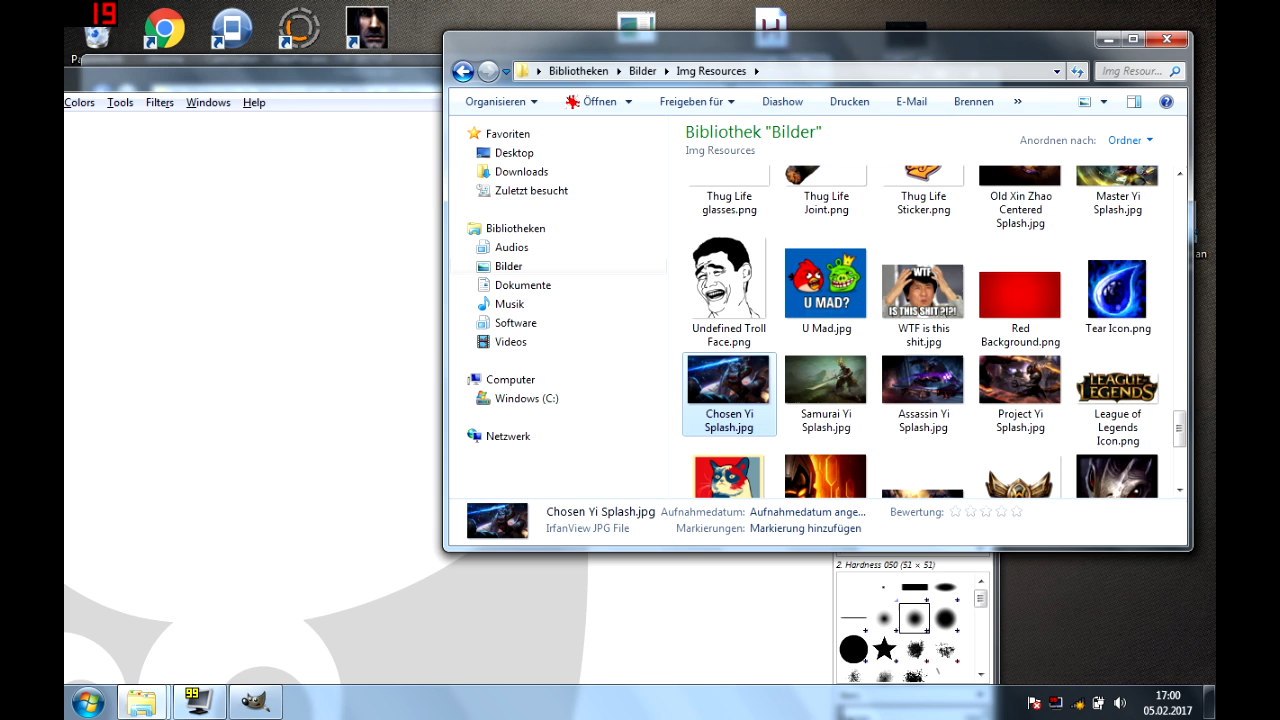 19
Colors Tools Filters Windows Help
Bibliotheken Bilder Img Resources
Img Resour...
Organisieren Öffnen Freigeben für Diashow Drucken E-Mail Brennen »
Favoriten
Desktop
Downloads
Zuletzt besucht
Bibliotheken
Audios
Bilder
Dokumente
Musik
Software
Videos
Computer
Windows (C:)
Netzwerk
Bibliothek "Bilder"
Img Resources
Anordnen nach: Ordner
Thug Life
glasses.png
Thug Life
Joint.png
Thug Life
Sticker.png
Old Xin Zhao
Centered
Splash.jpg
Master Yi
Splash.jpg
U MAD?
WTF
IS THIS SHIT ?!?!
Undefined Troll
Face.png
U Mad.jpg
WTF is this
shit.jpg
Red
Background.png
Tear Icon.png
LEAGUE OF
LEGENDS
Chosen Yi
Splash.jpg
Samurai Yi
Splash.jpg
Assassin Yi
Splash.jpg
Project Yi
Splash.jpg
League of
Legends
Icon.png
Chosen Yi Splash.jpg Aufnahmedatum: Aufnahmedatum ange... Bewertung:
IrfanView JPG File Markierungen: Markierung hinzufügen
2. Hardness 050 (51 × 51)
99
17:00
05.02.2017